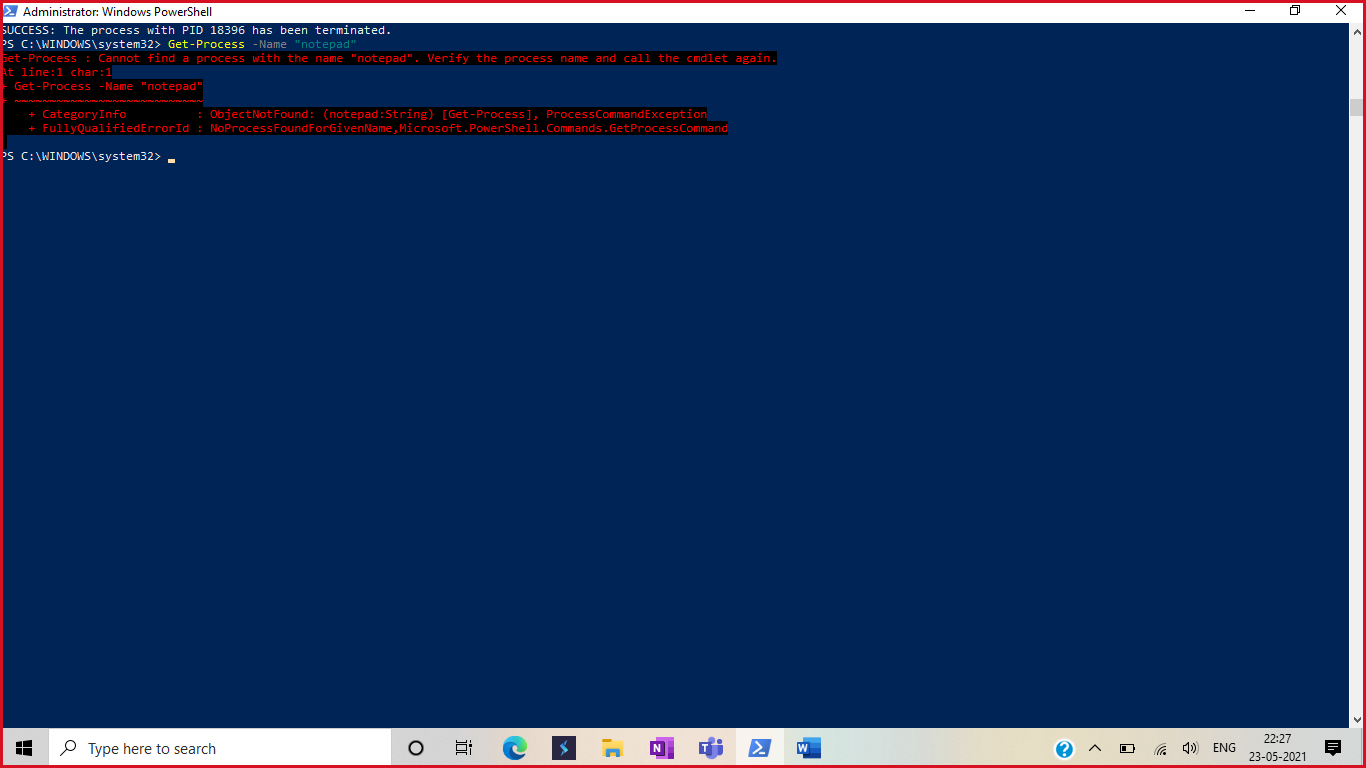 Administrator: Windows PowerShell
SUCCESS: The process with PID 18396 has been terminated.
PS C:\WINDOWS\system32> Get-Process -Name "notepad"
Get-Process : Cannot find a process with the name "notepad". Verify the process name and call the cmdlet again.
At line:1 char:1
+ Get-Process -Name "notepad"
+ ~~~~~~~~~~~~~~~~~~~~~~~~~~~
+ CategoryInfo          : ObjectNotFound: (notepad:String) [Get-Process], ProcessCommandException
+ FullyQualifiedErrorId : NoProcessFoundForGivenName,Microsoft.PowerShell.Commands.GetProcessCommand
PS C:\WINDOWS\system32>
Type here to search
ENG
22:27
23-05-2021